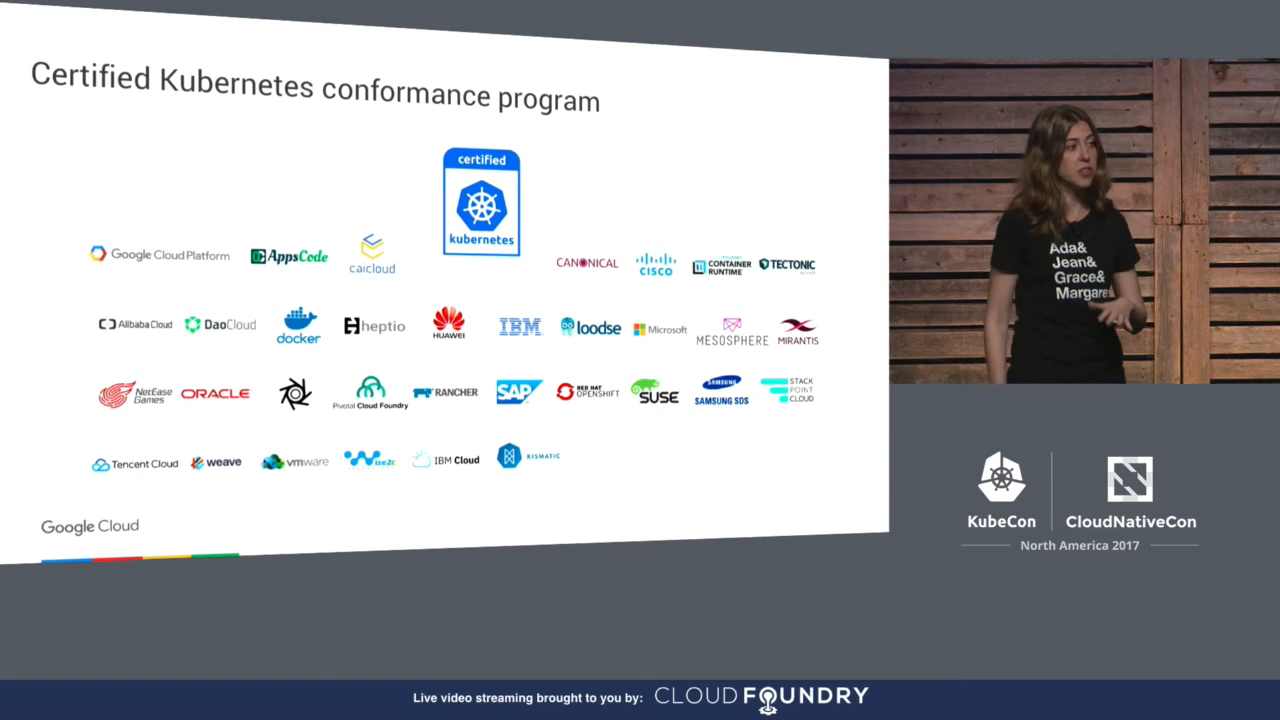 Certified Kubernetes conformance program
certified
kubernetes
Google Cloud Platform
AppsCode
caicloud
CANONICAL
CISCO
CONTAINER
RUNTIME
TECTONIC
Alibaba Cloud
DaoCloud
docker
heptio
HUAWEI
IBM
loodse
Microsoft
MESOSPHERE
MIRANTIS
NetEase
Games
ORACLE
Pivotal Cloud Foundry
RANCHER
SAP
RED HAT
OPENSHIFT
SUSE
SAMSUNG
SAMSUNG SDS
STACK
POINT
CLOUD
Tencent Cloud
weave
vmware
IBM Cloud
KISMATIC
Google Cloud
Ada&
Jean&
Grace&
Margare
KubeCon
CloudNativeCon
North America 2017
Live video streaming brought to you by: CLOUD FOUNDRY